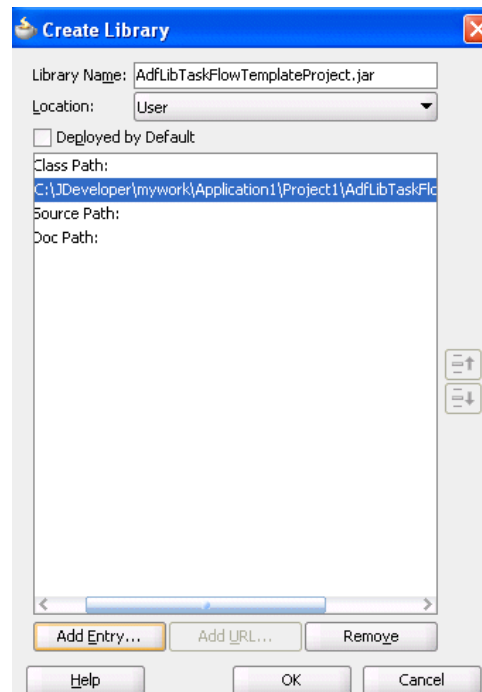 Create Library
Library Name: AdfLibTaskFlowTemplateProject.jar
Location: User
Deployed by Default
Class Path:
C:\JDeveloper\mywork\Application1\Project1\AdfLibTaskFlc
Source Path:
Doc Path:
Add Entry... Add URL... Remove
Help OK Cancel